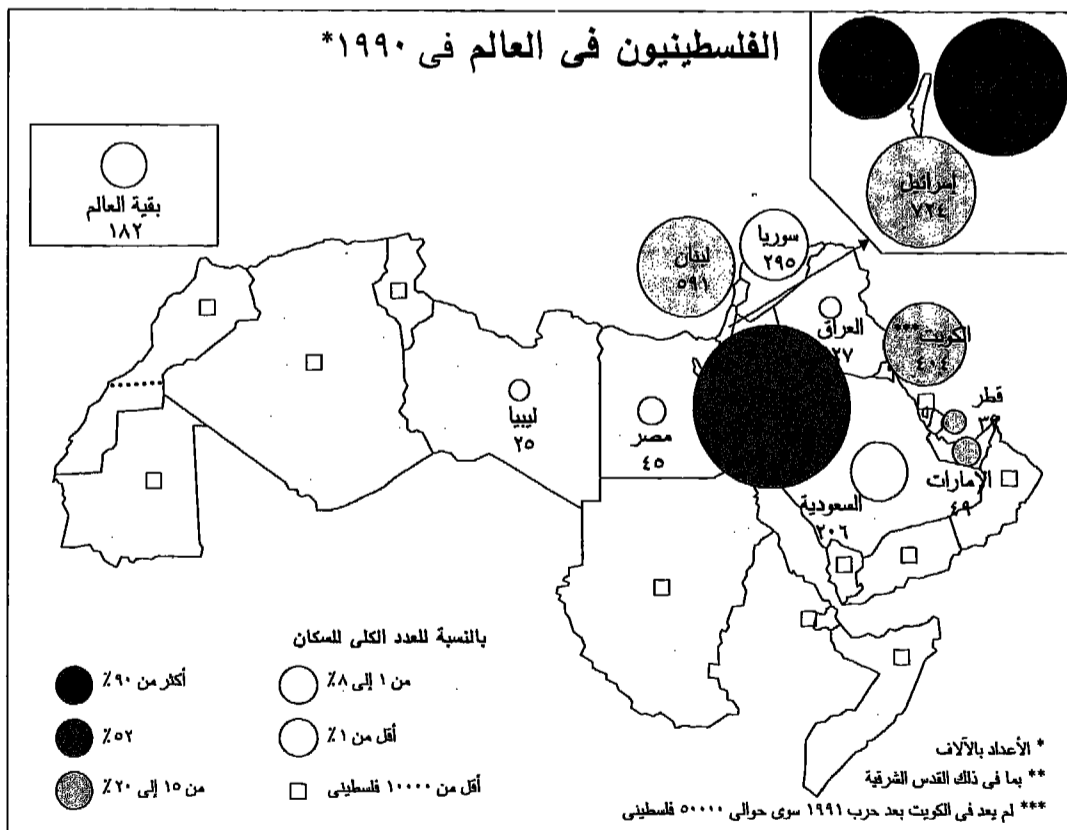 الفلسطينيون فى العالم فى ١٩٩٠*
بقية العالم
١٨٢
إسرائيل
٧٢٤
لبنان
٥٩١
سوريا
٢٩٥
العراق
٢٧
الكويت***
٤٠٤
قطر
الإمارات
٤٩
السعودية
٢٠٦
مصر
٤٥
ليبيا
٢٥
بالنسبة للعدد الكلى للسكان
أكثر من ٩٠٪
٥٢٪
من ١٥ إلى ٢٠٪
من ١ إلى ٨٪
أقل من ١٪
أقل من ١٠٠٠٠ فلسطينى
* الأعداد بالآلاف
** بما فى ذلك القدس الشرقية
*** لم يعد فى الكويت بعد حرب ١٩٩١ سوى حوالى ٥٠٠٠٠ فلسطينى